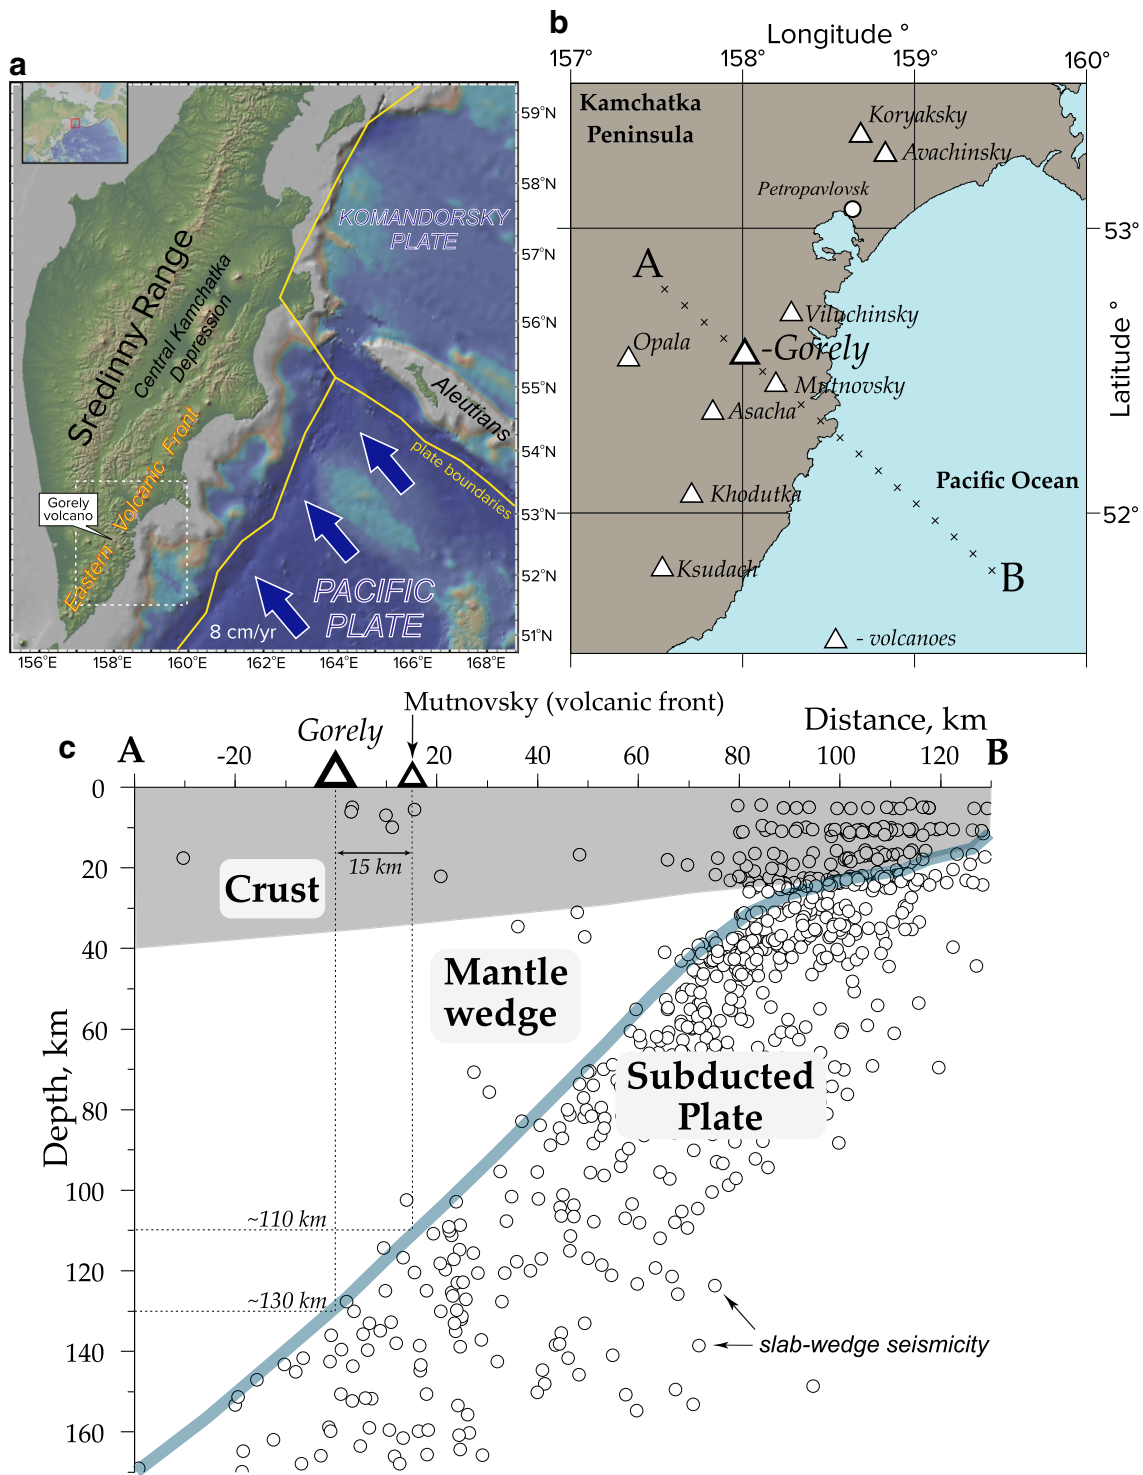 a
59°N
58°N
57°N
56°N
55°N
54°N
53°N
52°N
51°N
KOMANDORSKY
PLATE
Sredinny Range
Central Kamchatka
Depression
Aleutians
plate boundaries
Eastern Volcanic Front
Gorely
volcano
PACIFIC
PLATE
8 cm/yr
156°E
158°E
160°E
162°E
164°E
166°E
168°E
b
Longitude °
157°
158°
159°
160°
Kamchatka
Peninsula
Koryaksky
Avachinsky
Petropavlovsk
53°
A
Viluchinsky
Opala
-Gorely
Mutnovsky
Asacha
Latitude °
Pacific Ocean
Khodutka
52°
Ksudach
B
- volcanoes
c
Mutnovsky (volcanic front)
Gorely
Distance, km
A
-20
20
40
60
80
100
120
B
0
20
40
60
80
100
120
140
160
Depth, km
15 km
Crust
Mantle
wedge
Subducted
Plate
~110 km
~130 km
slab-wedge seismicity